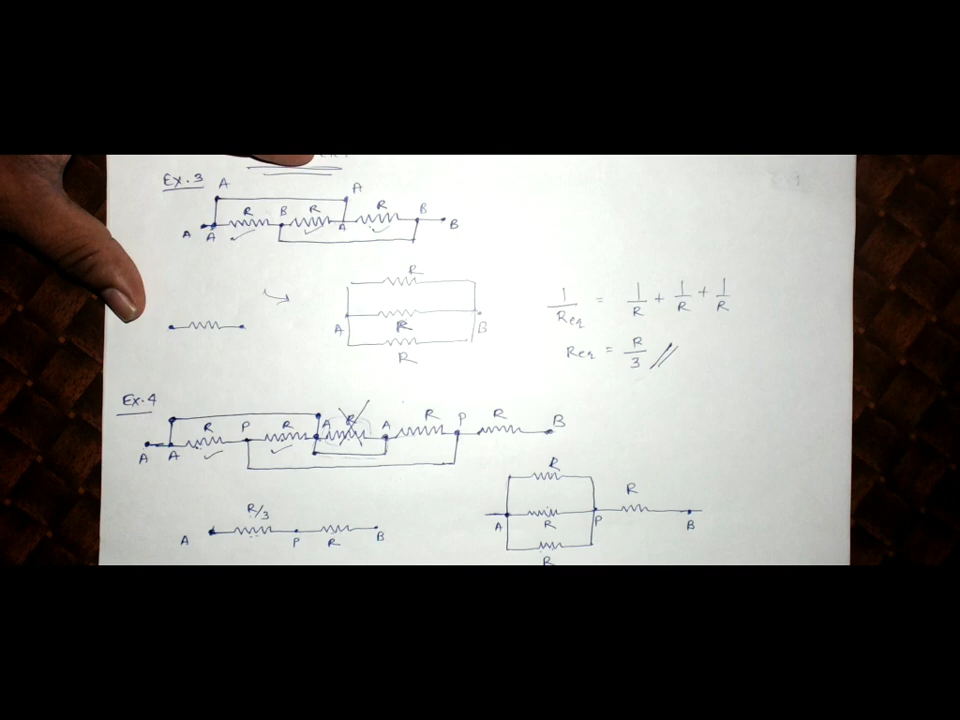 Ex.3 A A
R B R R B
A A A B
R
A R B
R
1/Req = 1/R + 1/R + 1/R
Req = R/3 //
Ex.4
R P R A R A R P R B
A A
R/3
A P R B
R
R
A R P B
R